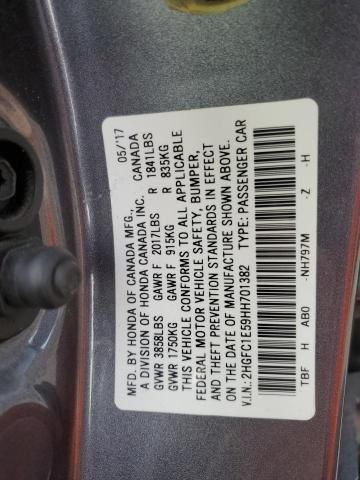 MFD. BY HONDA OF CANADA MFG., 05/'17
A DIVISION OF HONDA CANADA INC. CANADA
GVWR 3858LBS GAWR F 2017LBS R 1841LBS
GVWR 1750KG GAWR F 915KG R 835KG
THIS VEHICLE CONFORMS TO ALL APPLICABLE
FEDERAL MOTOR VEHICLE SAFETY, BUMPER,
AND THEFT PREVENTION STANDARDS IN EFFECT
ON THE DATE OF MANUFACTURE SHOWN ABOVE.
V.I.N.: 2HGFC1E59HH701382 TYPE: PASSENGER CAR
TBF H AB0 -NH797M -Z -H